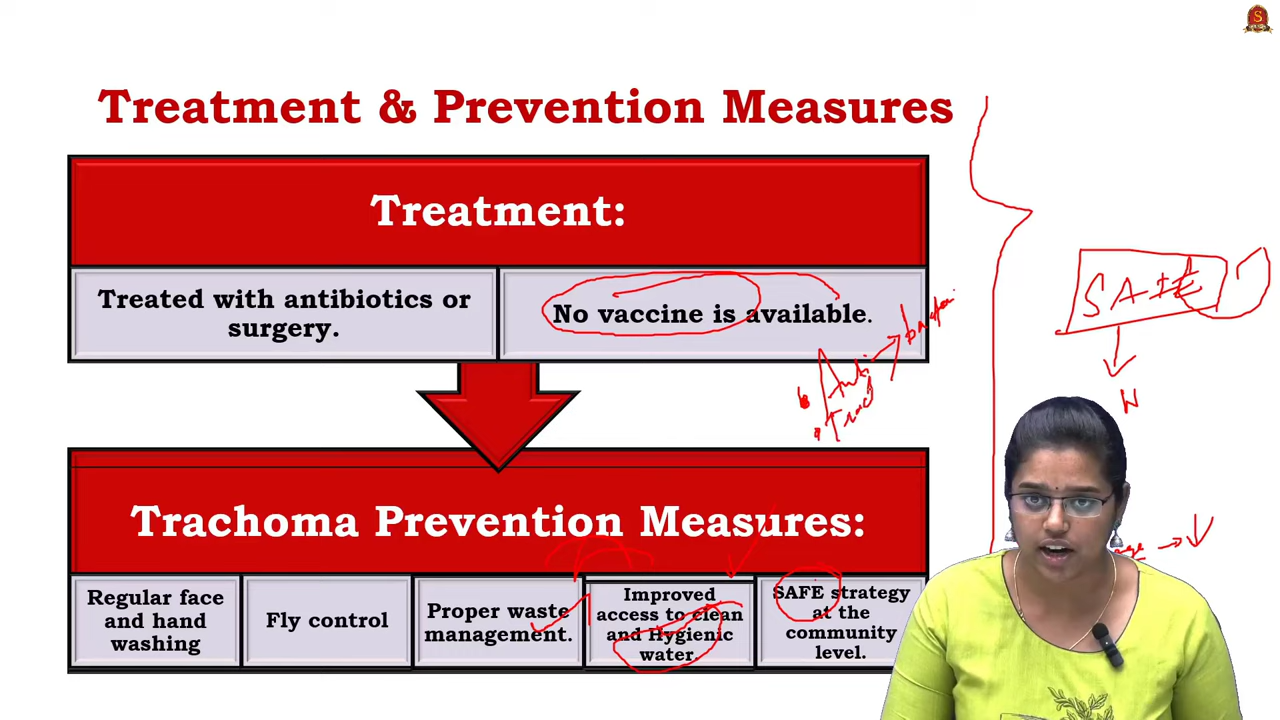 Treatment & Prevention Measures
Treatment:
Treated with antibiotics or
surgery.
No vaccine is available.
Trachoma Prevention Measures:
Regular face
and hand
washing
Fly control
Proper waste
management.
Improved
access to clean
and Hygienic
water.
SAFE strategy
at the
community
level.
Anti